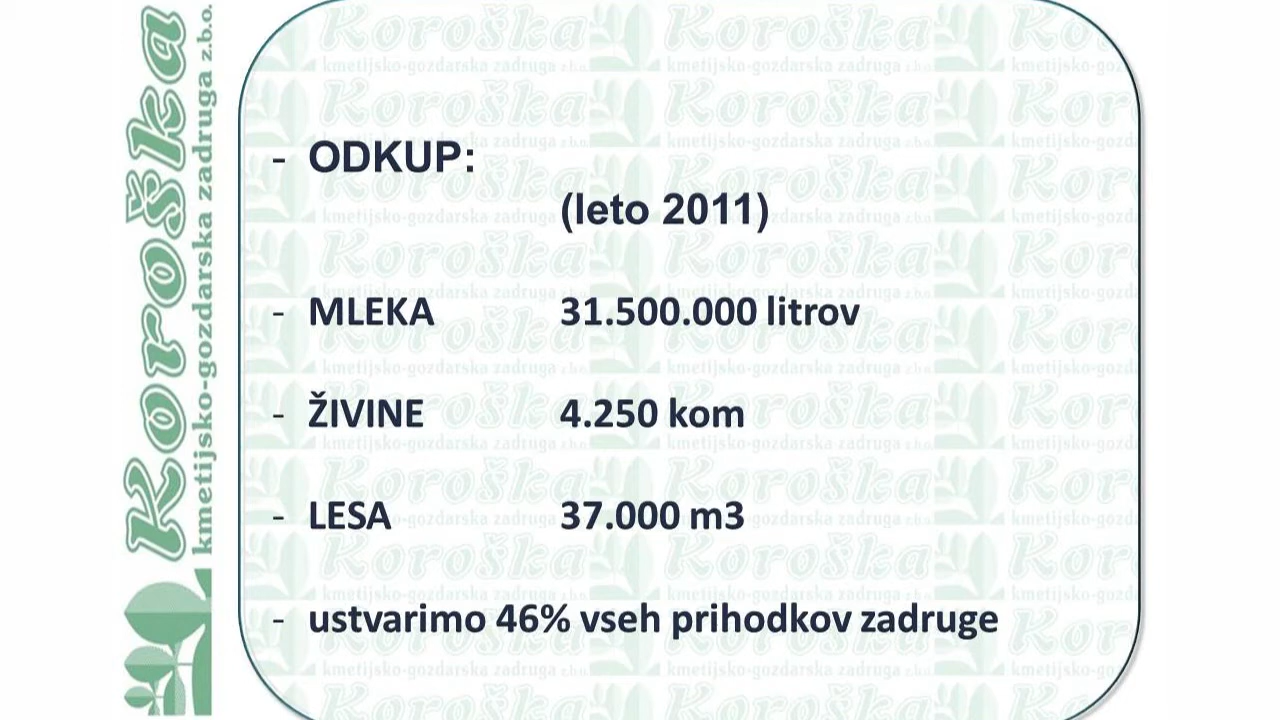 Koroška
kmetijsko-gozdarska zadruga z.b.o.
- ODKUP:
(leto 2011)
- MLEKA 31.500.000 litrov
- ŽIVINE 4.250 kom
- LESA 37.000 m3
- ustvarimo 46% vseh prihodkov zadruge